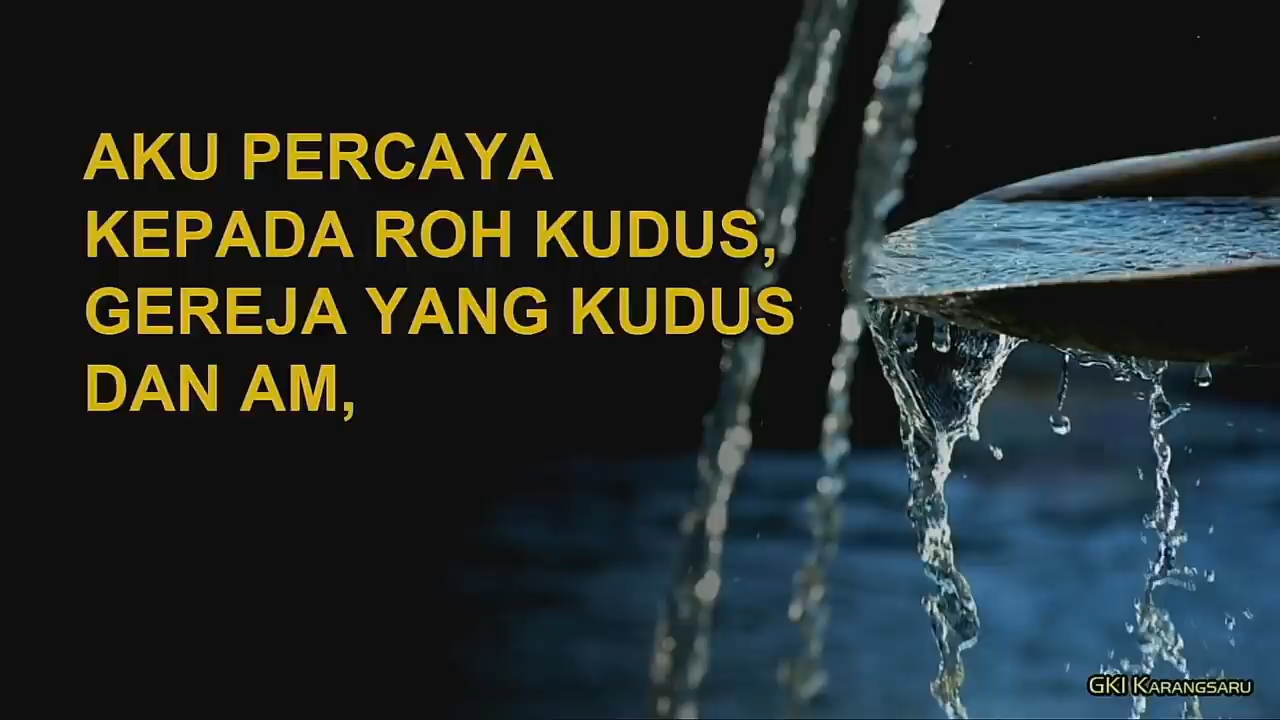 AKU PERCAYA
KEPADA ROH KUDUS,
GEREJA YANG KUDUS
DAN AM,
GKI KARANGSARU